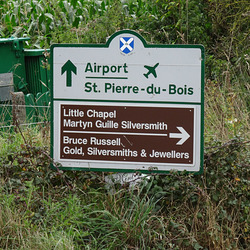 Airport
St. Pierre-du-Bois
Little Chapel
Martyn Guille Silversmith
Bruce Russell
Gold, Silversmiths & Jewellers